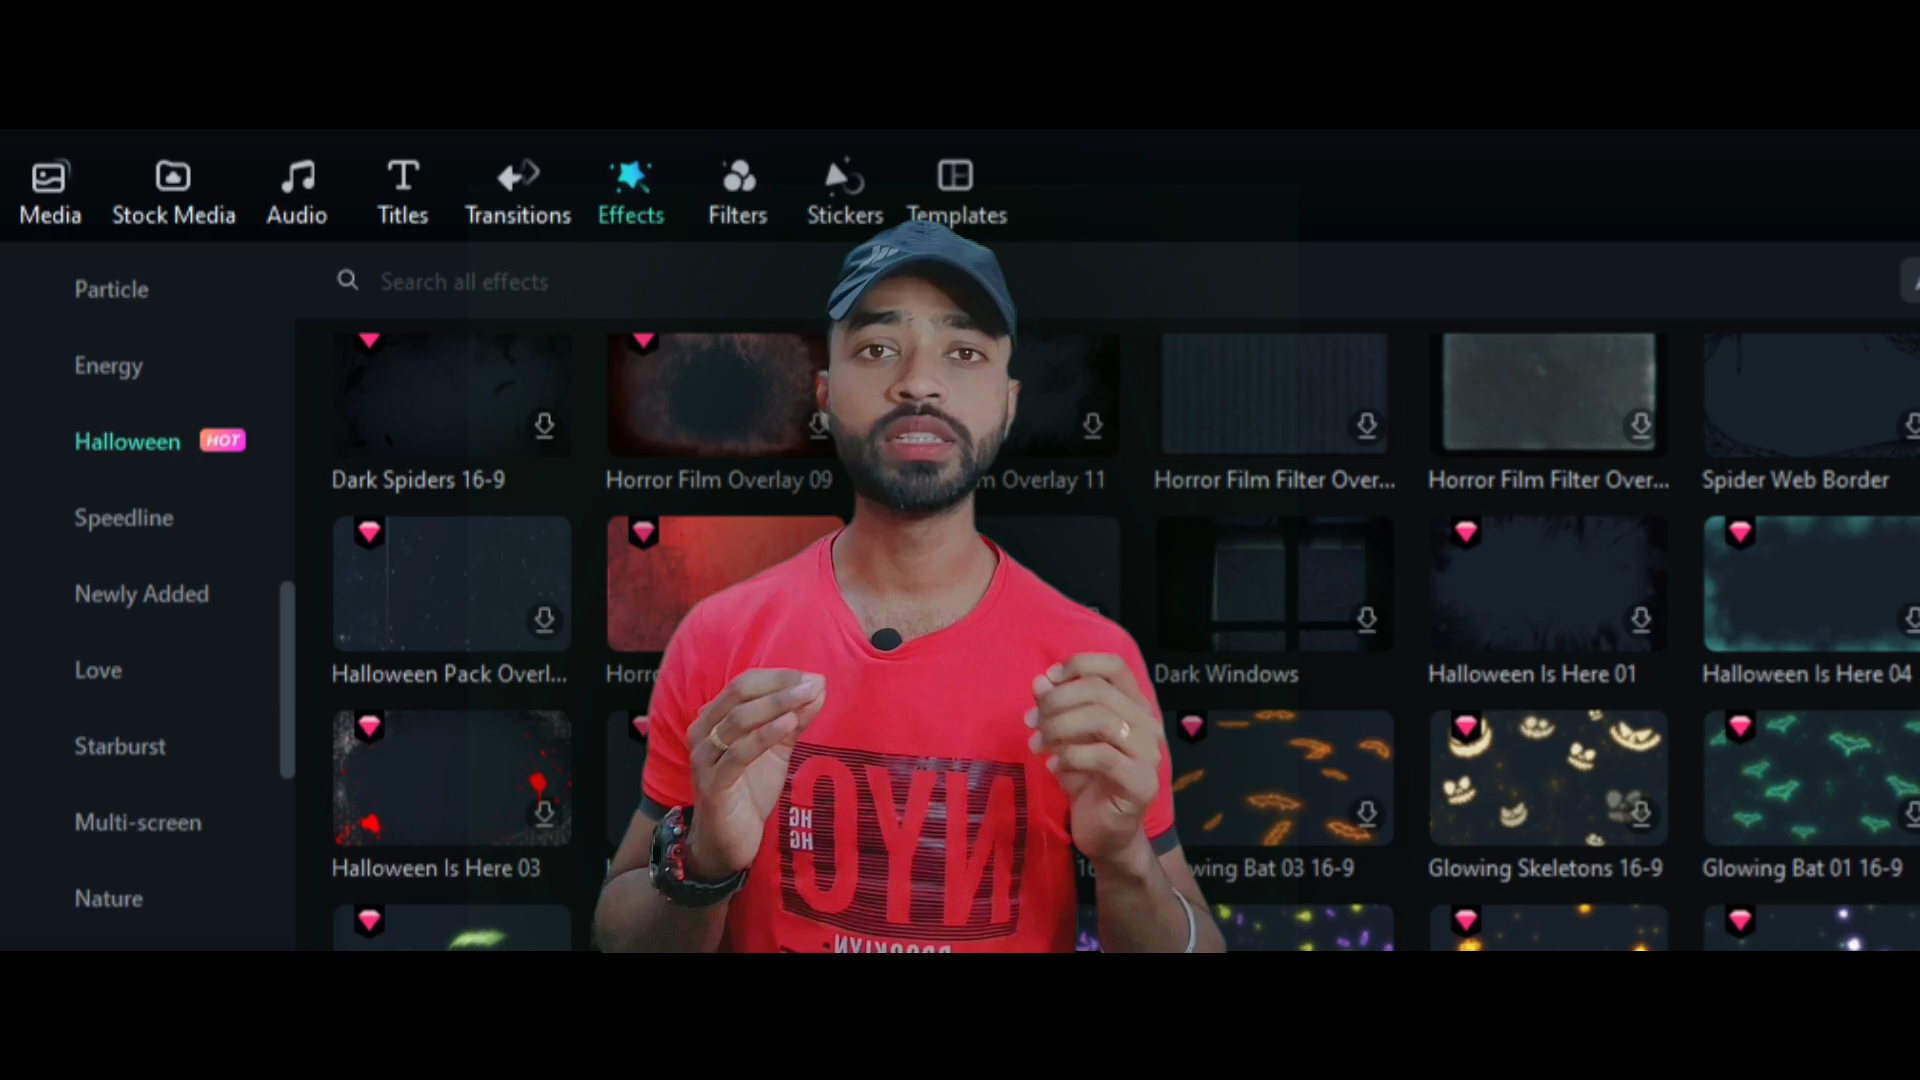 Media Stock Media Audio Titles Transitions Effects Filters Stickers Templates
Particle
Search all effects
Energy
Halloween HOT
Dark Spiders 16-9 Horror Film Overlay 09 Overlay 11 Horror Film Filter Over... Horror Film Filter Over... Spider Web Border
Speedline
Newly Added
Love
Halloween Pack Overl... Dark Windows Halloween Is Here 01 Halloween Is Here 04
Starburst
Multi-screen
Halloween Is Here 03 Bat 03 16-9 Glowing Skeletons 16-9 Glowing Bat 01 16-9
Nature
NYC
HG
HG
BROOKLYN